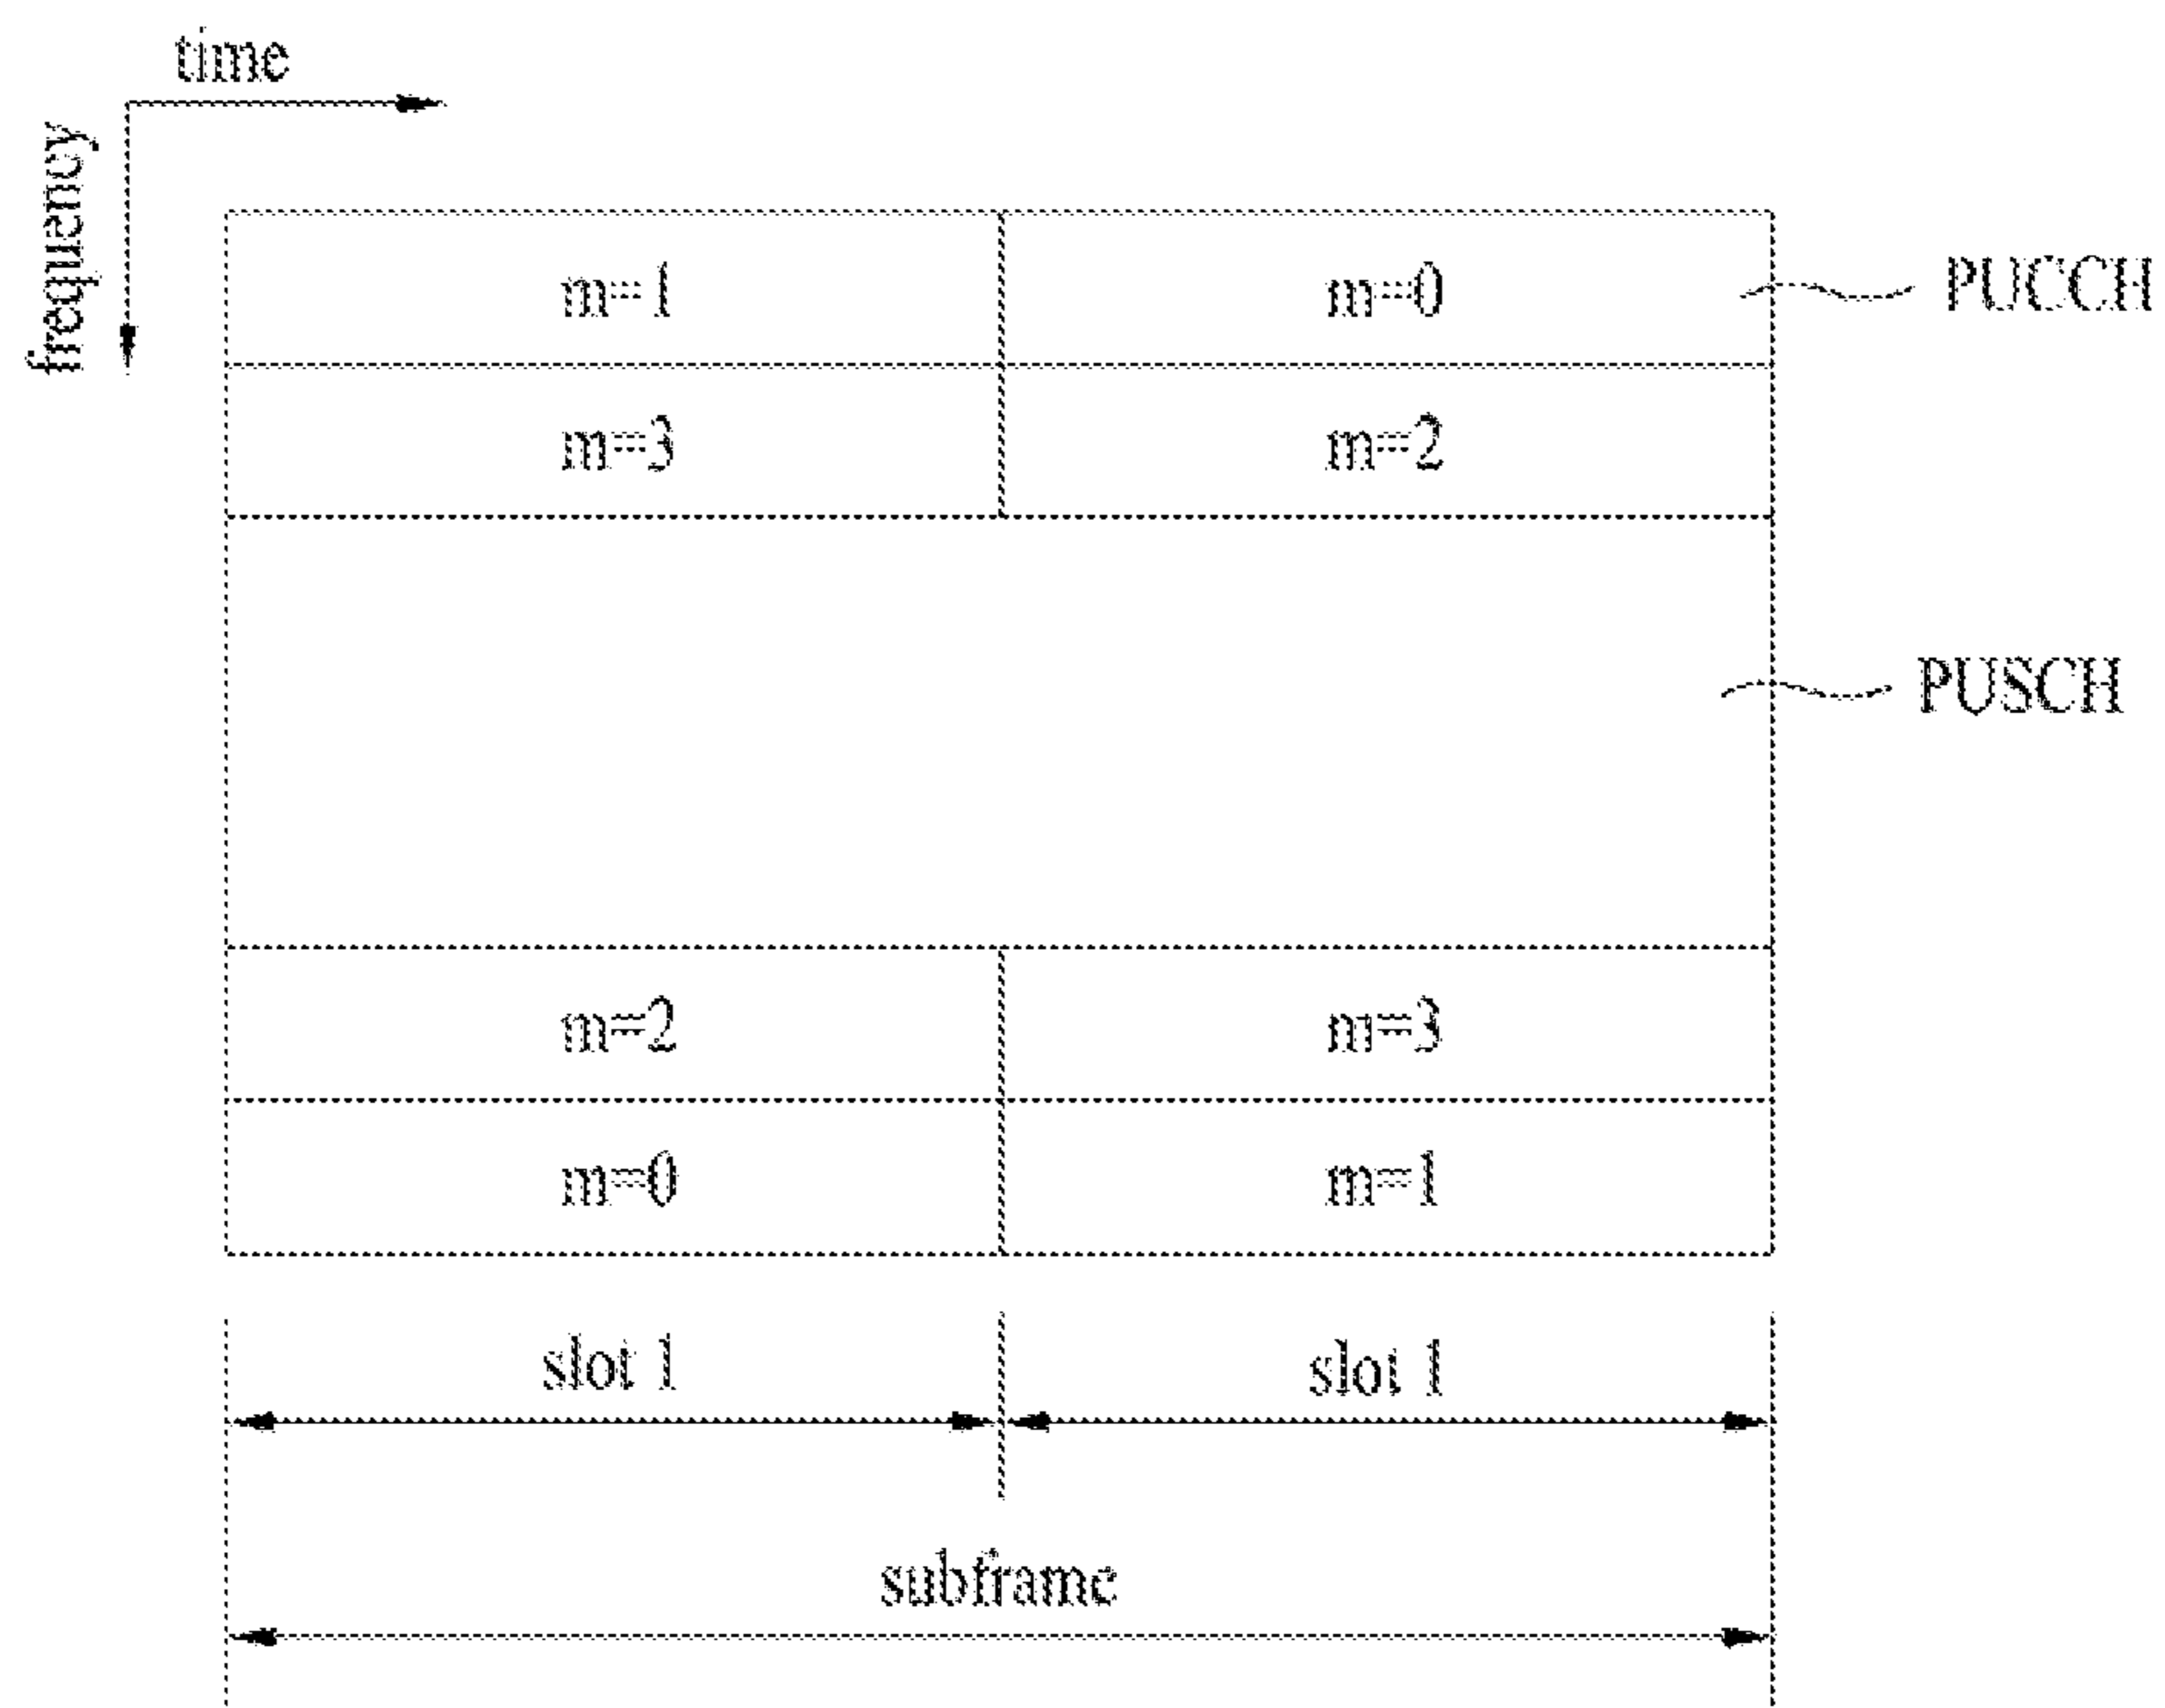 time
frequency
m=1
m=0
PUCCH
m=3
m=2
PUSCH
m=2
m=3
m=0
m=1
slot 1
slot 1
subframe